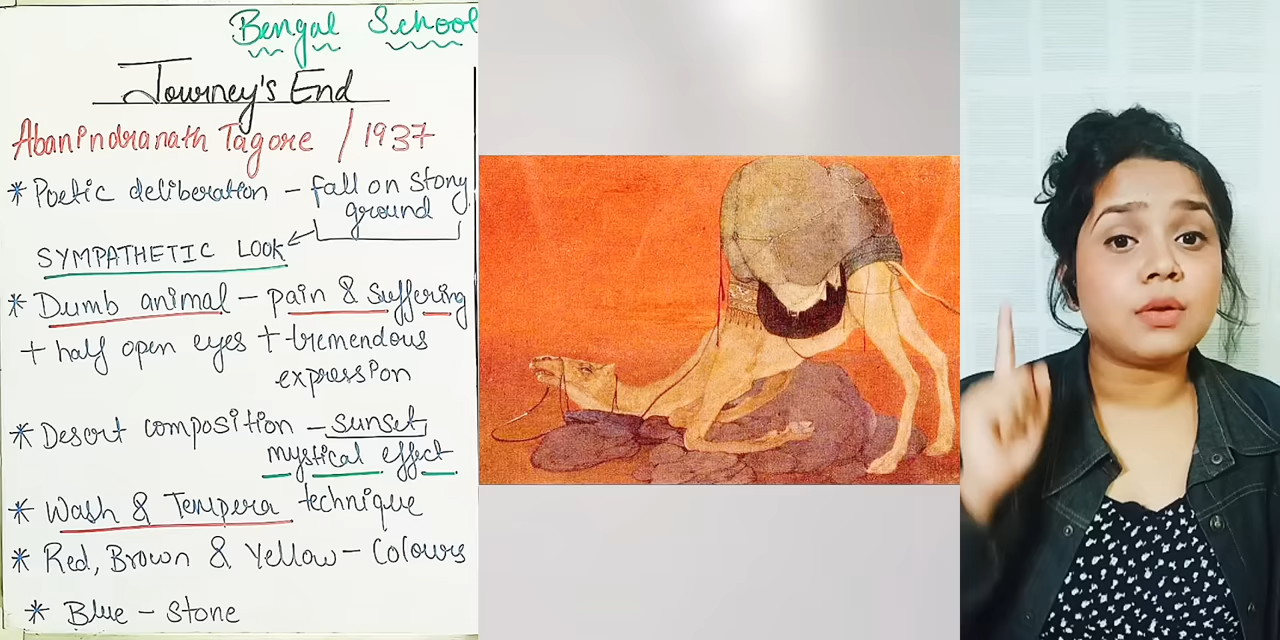 Bengal School
Journey's End
Abanindranath Tagore / 1937
* Poetic deliberation - fall on stony
ground
SYMPATHETIC LOOK
* Dumb animal - pain & suffering
+ half open eyes + tremendous
expression
* Desert composition - sunset,
mystical effect
* Wash & Tempera technique
* Red, Brown & Yellow - Colours
* Blue - Stone